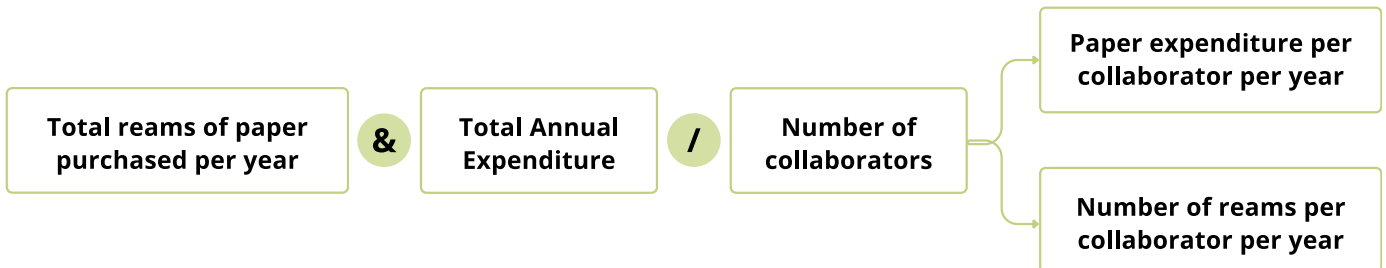 Total reams of paper
purchased per year
&
Total Annual
Expenditure
/
Number of
collaborators
Paper expenditure per
collaborator per year
Number of reams per
collaborator per year